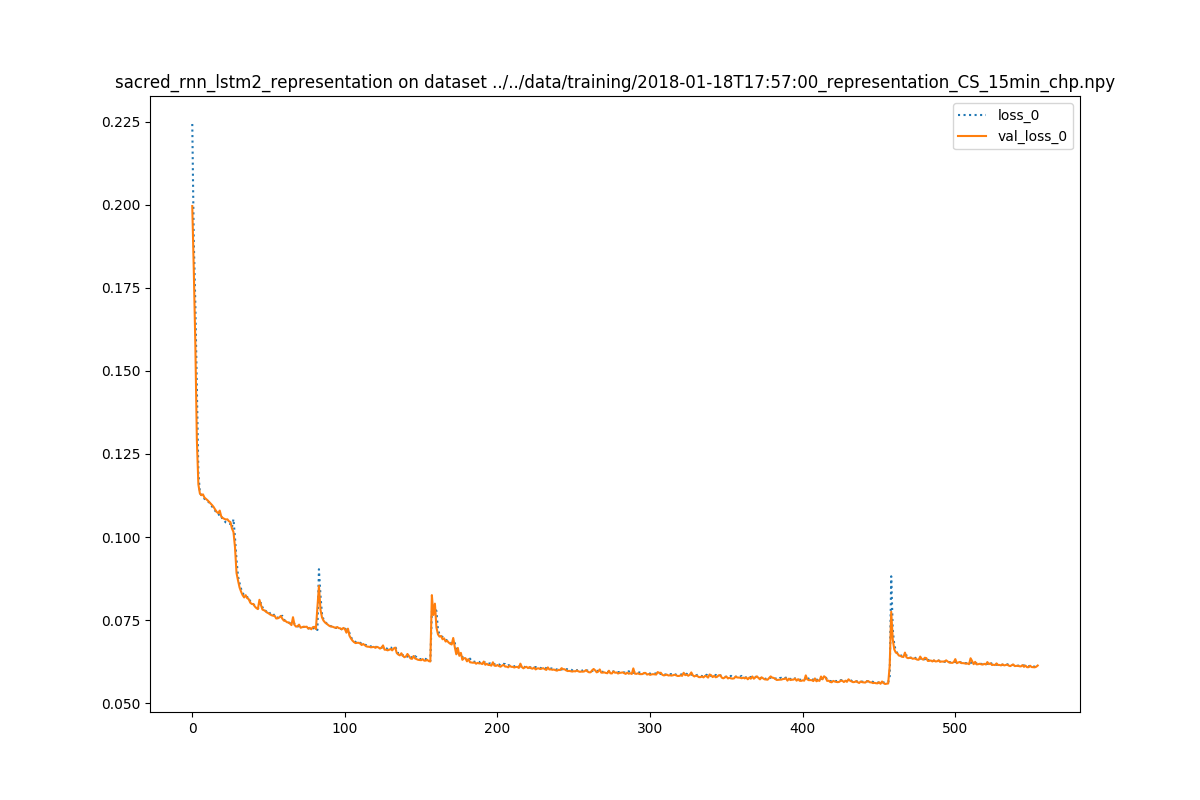 sacred_rnn_lstm2_representation on dataset ../../data/training/2018-01-18T17:57:00_representation_CS_15min_chp.npy
loss_0
val_loss_0
0.225
0.200
0.175
0.150
0.125
0.100
0.075
0.050
0 100 200 300 400 500